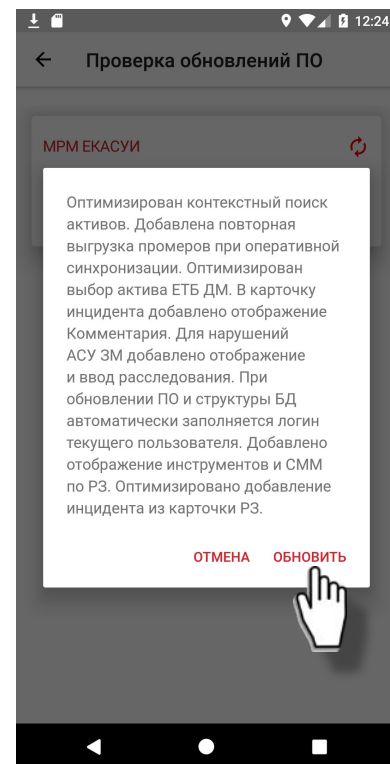 12:24
Проверка обновлений ПО
МРМ ЕКАСУИ
Оптимизирован контекстный поиск
активов. Добавлена повторная
выгрузка промеров при оперативной
синхронизации. Оптимизирован
выбор актива ЕТБ ДМ. В карточку
инцидента добавлено отображение
Комментария. Для нарушений
АСУ ЗМ добавлено отображение
и ввод расследования. При
обновлении ПО и структуры БД
автоматически заполняется логин
текущего пользователя. Добавлено
отображение инструментов и СММ
по РЗ. Оптимизировано добавление
инцидента из карточки РЗ.
ОТМЕНА ОБНОВИТЬ